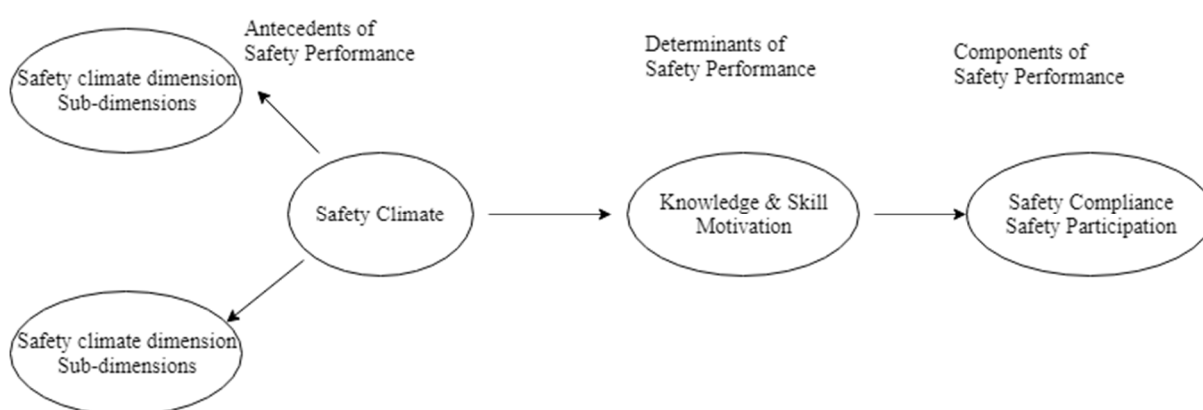 Antecedents of
Safety Performance
Determinants of
Safety Performance
Components of
Safety Performance
Safety climate dimension
Sub-dimensions
Safety Climate
Knowledge & Skill
Motivation
Safety Compliance
Safety Participation
Safety climate dimension
Sub-dimensions